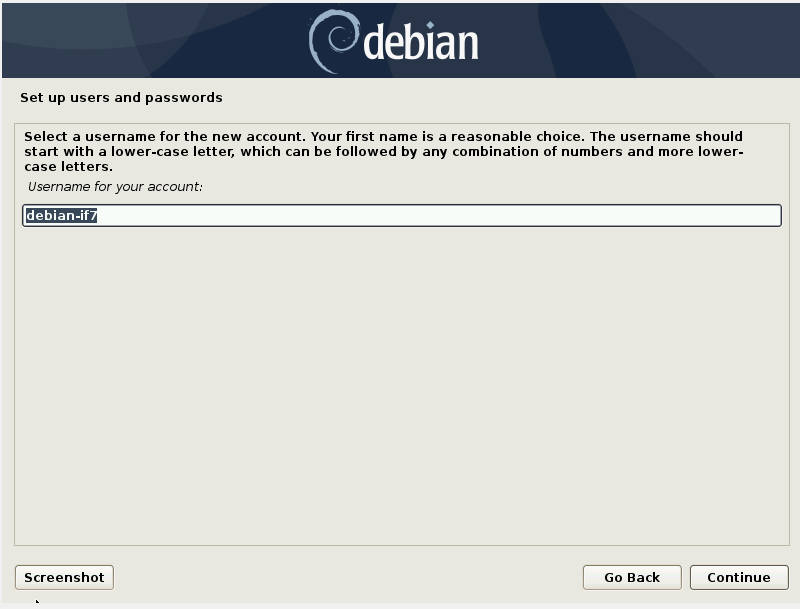 debian
Set up users and passwords
Select a username for the new account. Your first name is a reasonable choice. The username should
start with a lower-case letter, which can be followed by any combination of numbers and more lower-
case letters.
Username for your account:
debian-if7
Screenshot
Go Back
Continue